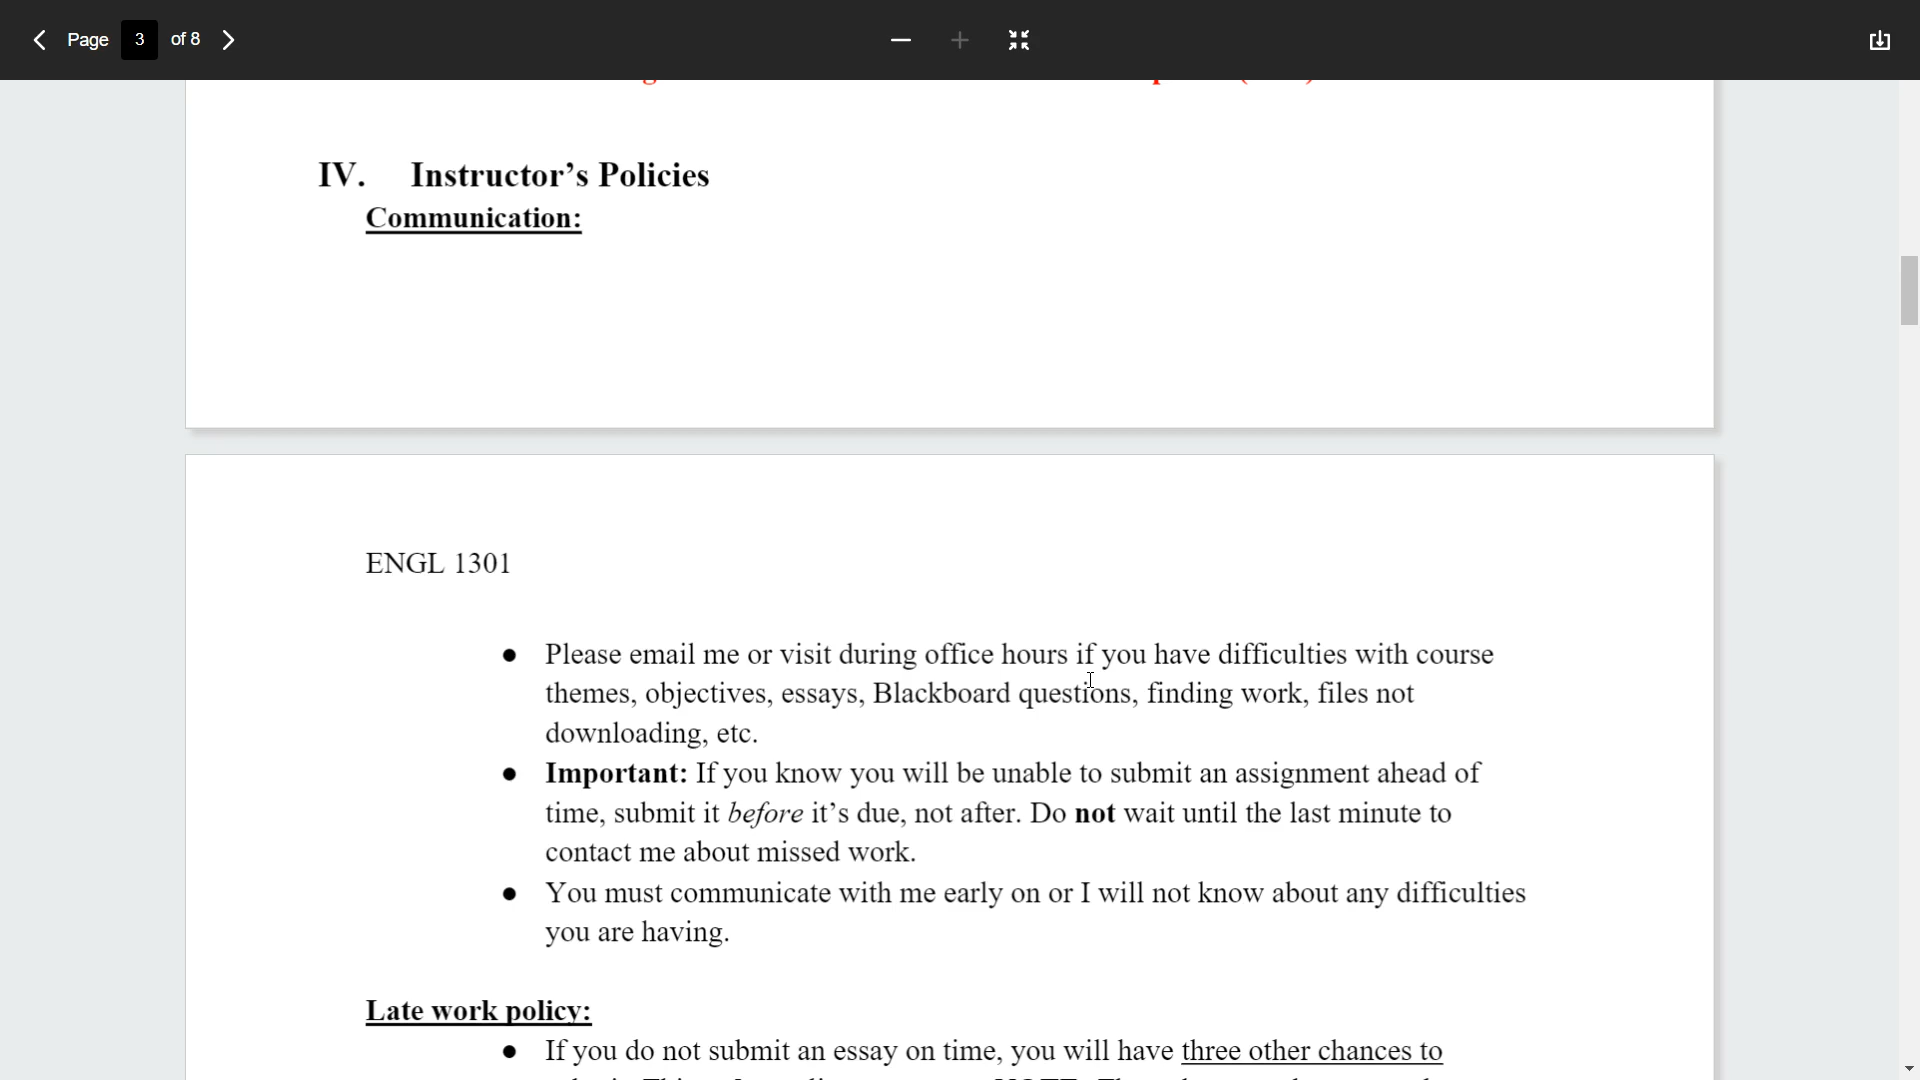 Page 3 of 8
IV. Instructor’s Policies
Communication:
ENGL 1301
● Please email me or visit during office hours if you have difficulties with course
themes, objectives, essays, Blackboard questions, finding work, files not
downloading, etc.
● Important: If you know you will be unable to submit an assignment ahead of
time, submit it before it’s due, not after. Do not wait until the last minute to
contact me about missed work.
● You must communicate with me early on or I will not know about any difficulties
you are having.
Late work policy:
● If you do not submit an essay on time, you will have three other chances to